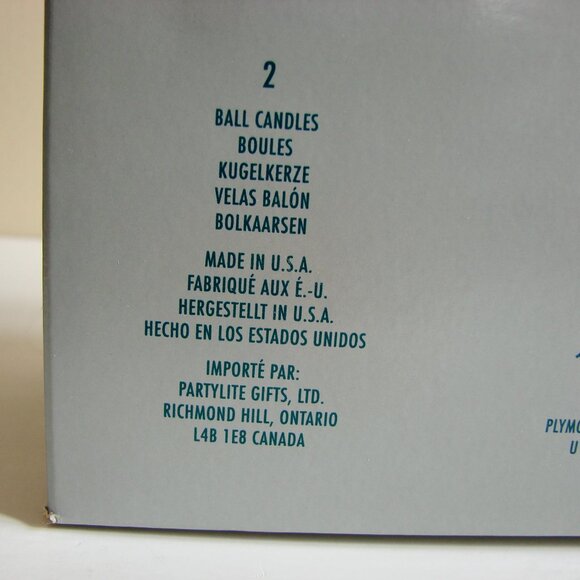 2
BALL CANDLES
BOULES
KUGELKERZE
VELAS BALÓN
BOLKAARSEN
MADE IN U.S.A.
FABRIQUÉ AUX É.-U.
HERGESTELLT IN U.S.A.
HECHO EN LOS ESTADOS UNIDOS
IMPORTÉ PAR:
PARTYLITE GIFTS, LTD.
RICHMOND HILL, ONTARIO
L4B 1E8 CANADA